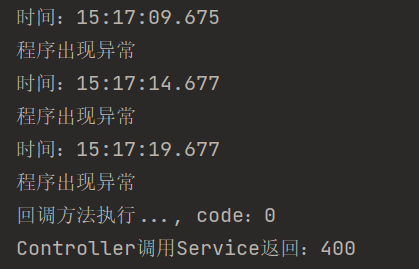 时间：15:17:09.675
程序出现异常
时间：15:17:14.677
程序出现异常
时间：15:17:19.677
程序出现异常
回调方法执行...，code：0
Controller调用Service返回：400